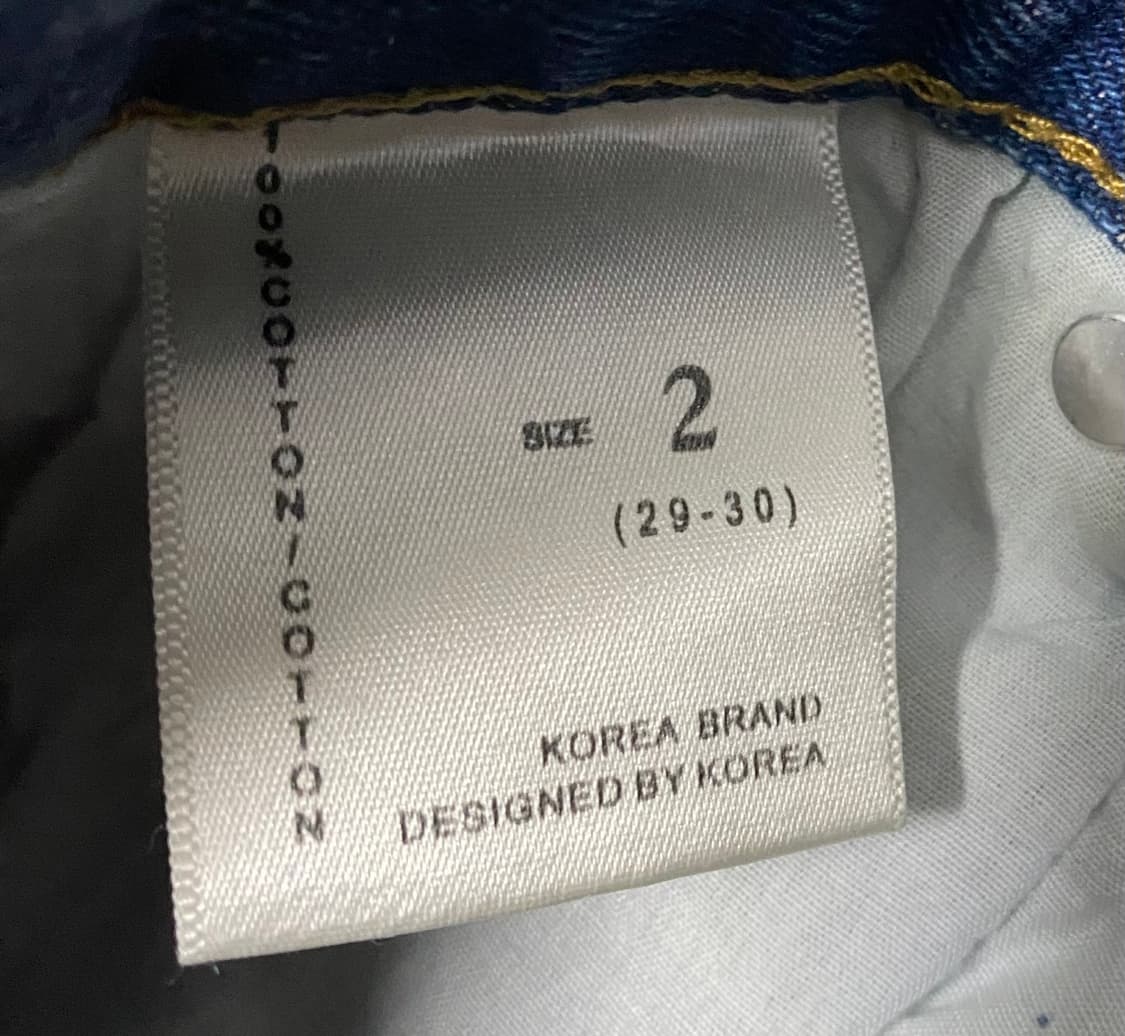 100%COTTON/COTTON
SIZE 2
(29-30)
KOREA BRAND
DESIGNED BY KOREA